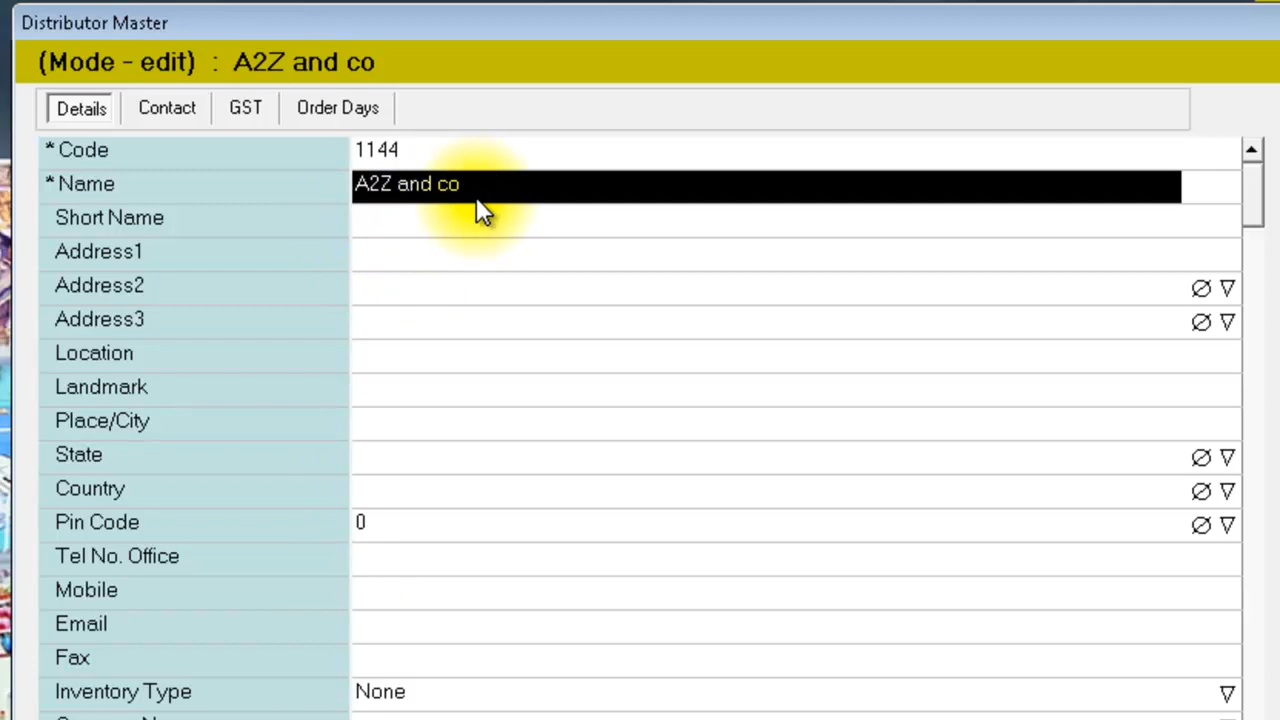 Distributor Master
(Mode - edit) : A2Z and co
Details Contact GST Order Days
* Code 1144
* Name A2Z and co
Short Name
Address1
Address2
Address3
Location
Landmark
Place/City
State
Country
Pin Code 0
Tel No. Office
Mobile
Email
Fax
Inventory Type None